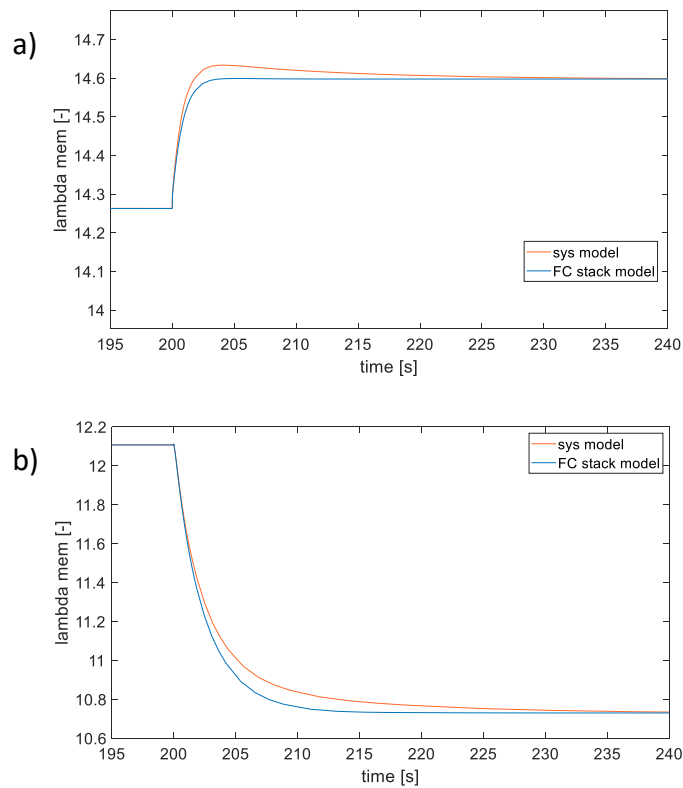 a)
14.7
14.6
14.5
14.4
14.3
14.2
14.1
14
lambda mem [-]
sys model
FC stack model
195 200 205 210 215 220 225 230 235 240
time [s]
b)
12.2
12
11.8
11.6
11.4
11.2
11
10.8
10.6
lambda mem [-]
sys model
FC stack model
195 200 205 210 215 220 225 230 235 240
time [s]